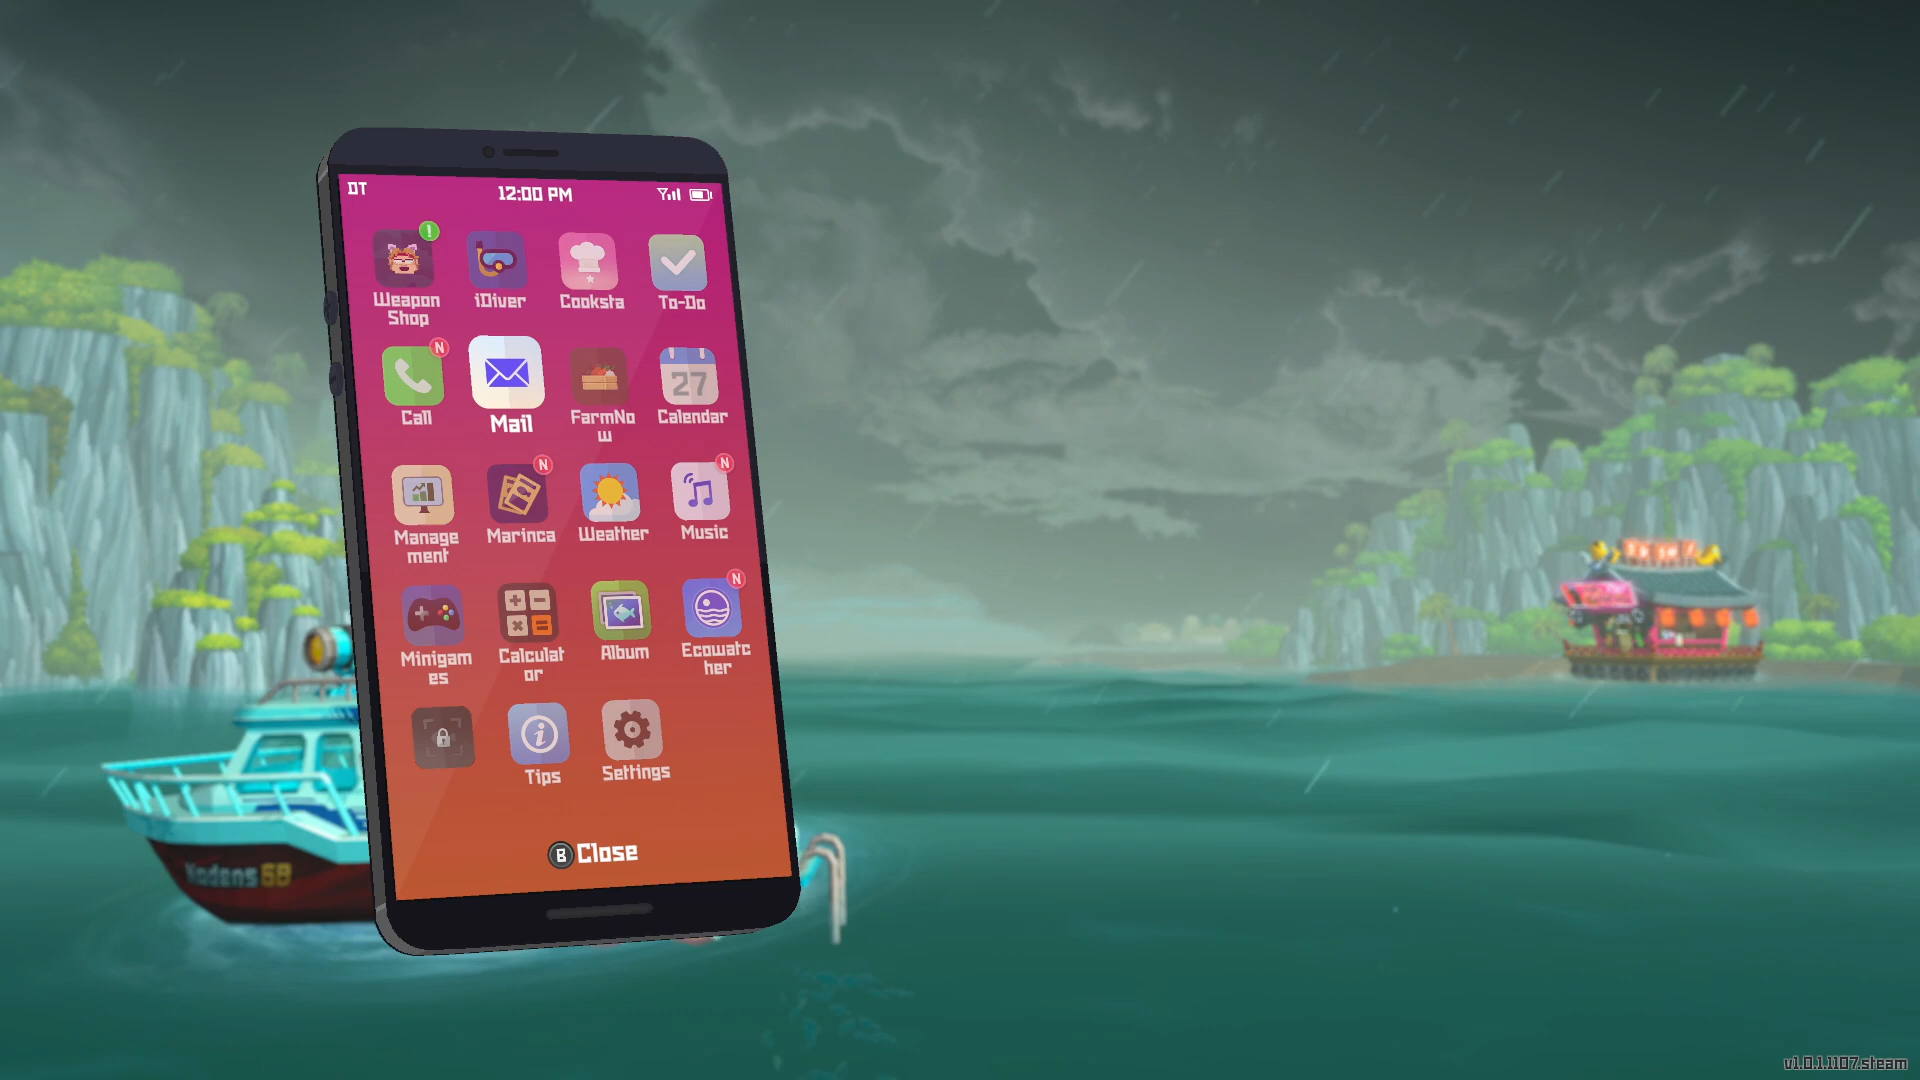 DT
12:00 PM
!
Weapon
Shop
iDiver
Cooksta
To-Do
N
Call
Mail
FarmNo
w
27
Calendar
Manage
ment
N
Marinca
Weather
N
Music
Minigam
es
Calculat
or
Album
N
Ecowatc
her
i
Tips
Settings
B Close
v1.0.1.1107.steam